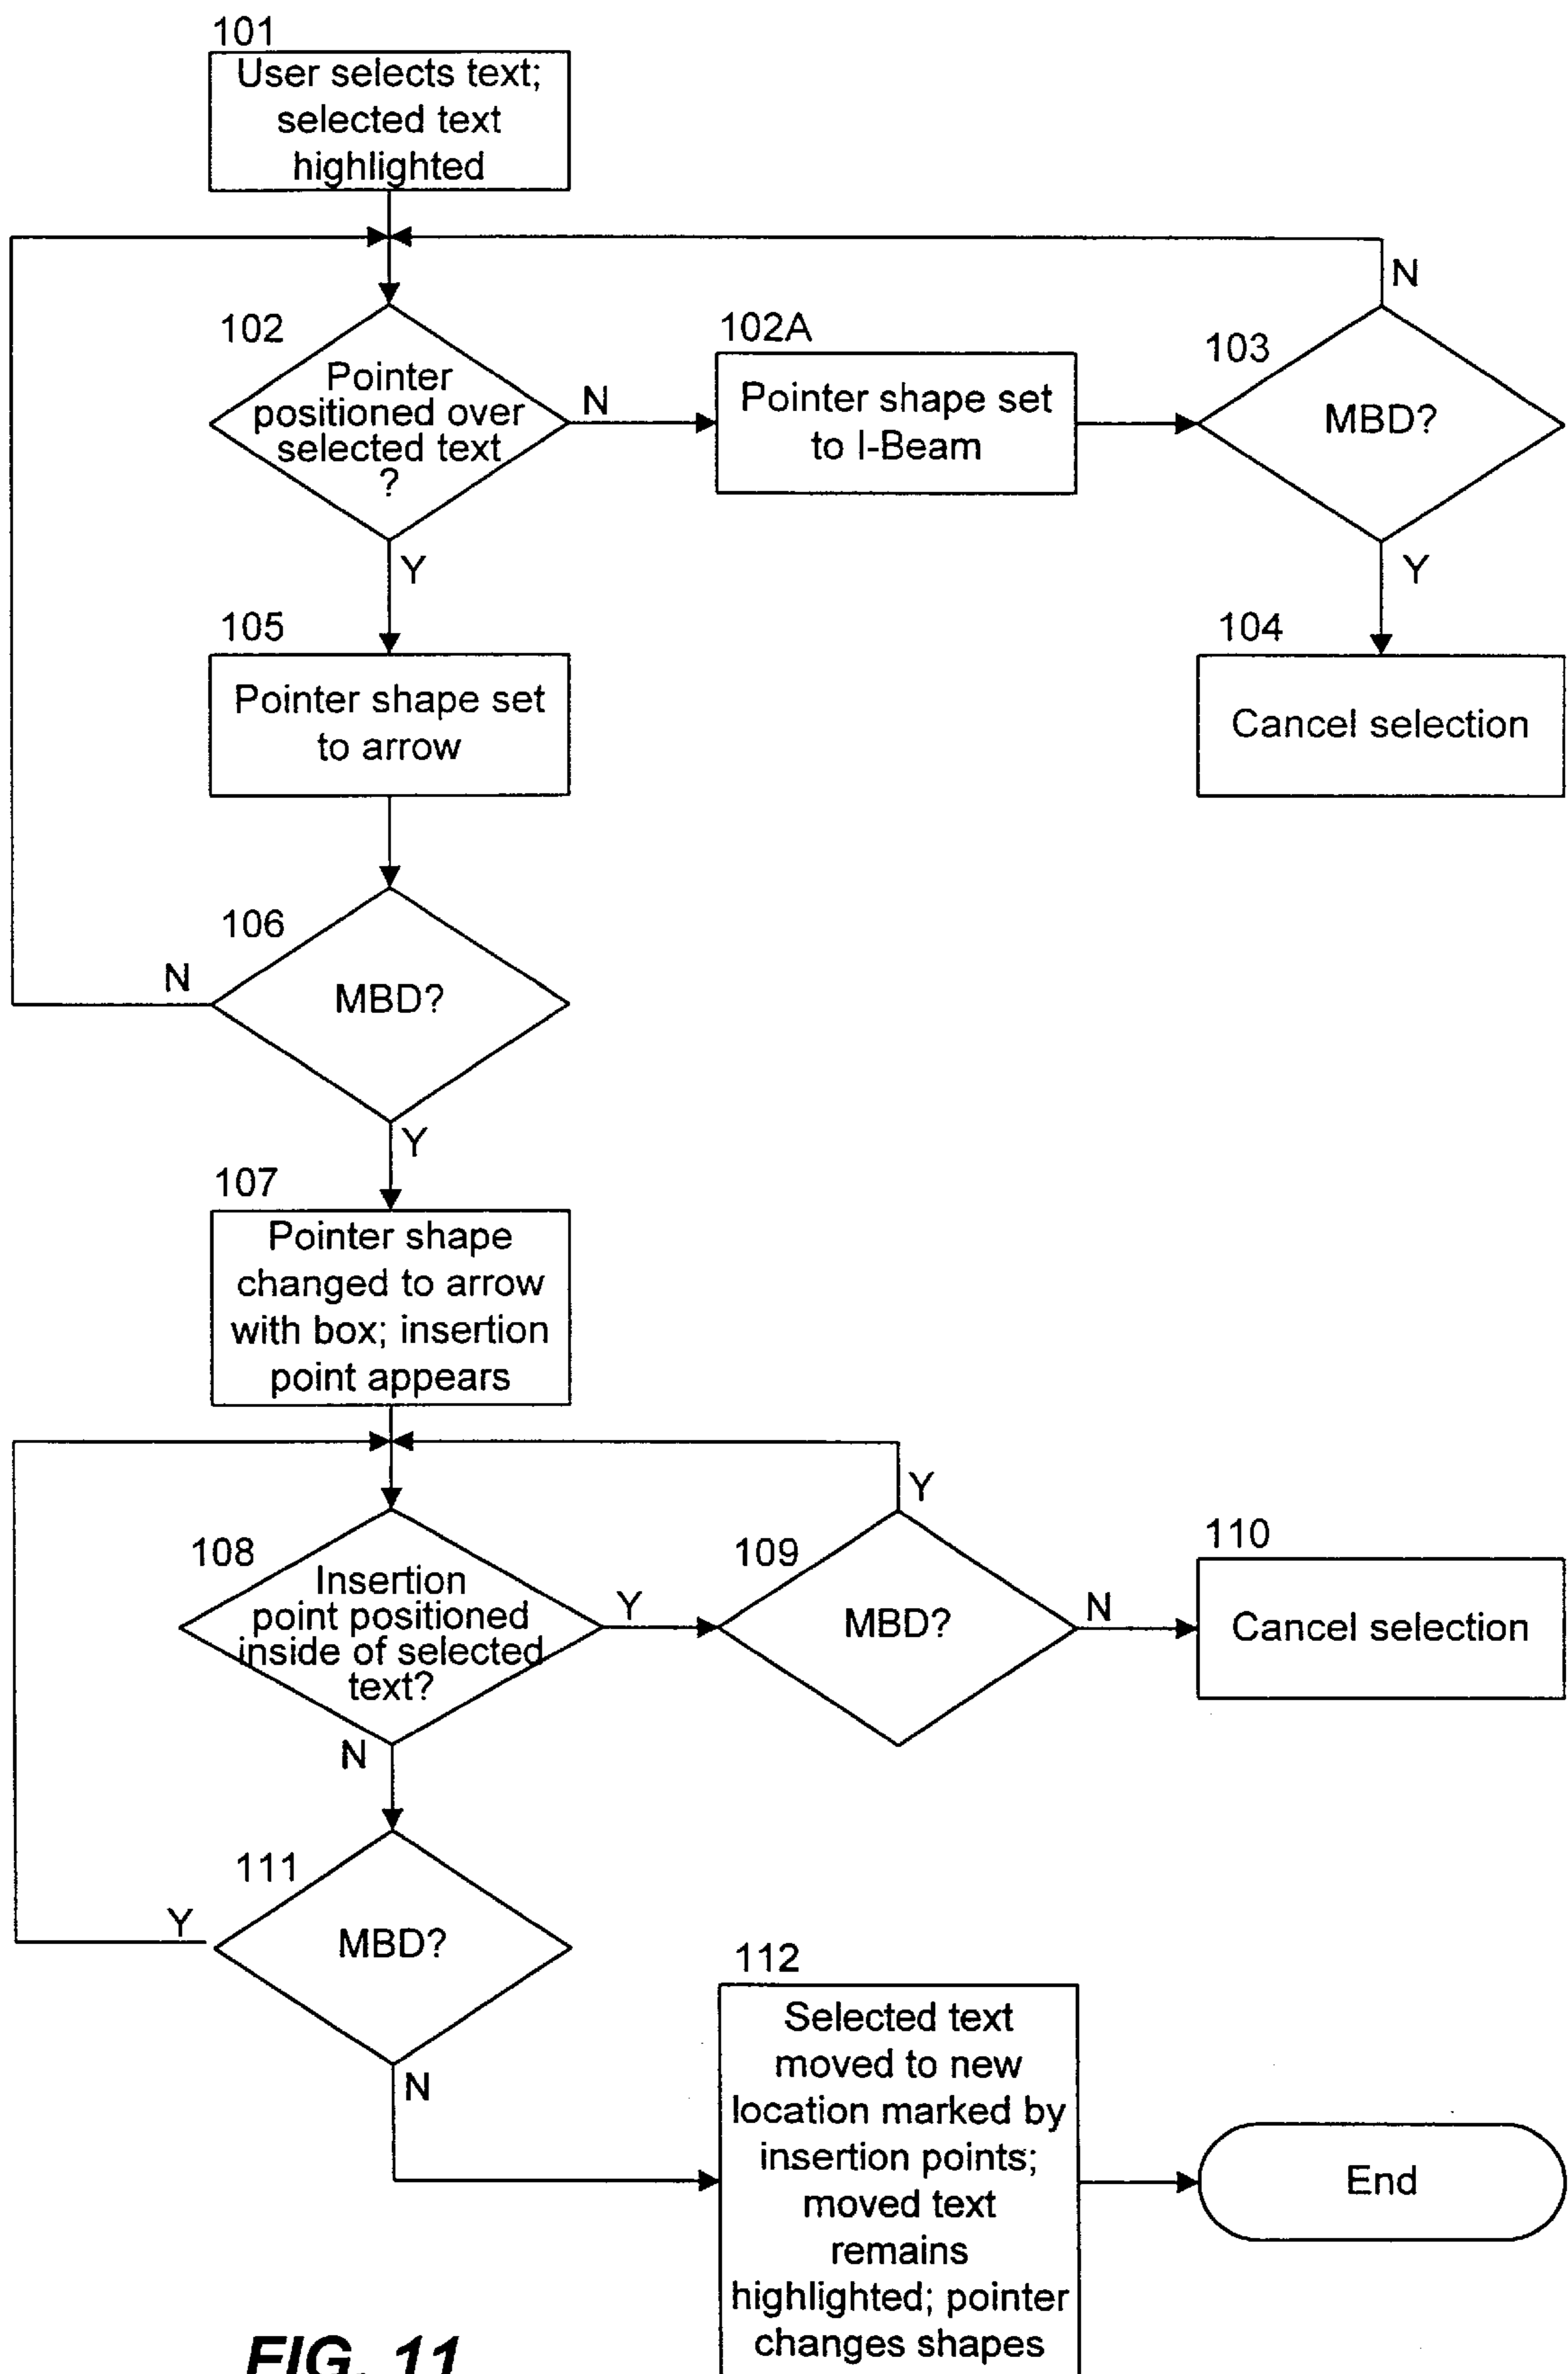 101
User selects text;
selected text
highlighted
N
102
Pointer
positioned over
selected text
?
N
102A
Pointer shape set
to I-Beam
103
MBD?
Y
Y
105
Pointer shape set
to arrow
104
Cancel selection
106
N
MBD?
Y
107
Pointer shape
changed to arrow
with box; insertion
point appears
Y
108
Insertion
point positioned
inside of selected
text?
Y
109
MBD?
N
110
Cancel selection
N
111
Y
MBD?
N
112
Selected text
moved to new
location marked by
insertion points;
moved text
remains
highlighted; pointer
changes shapes
End
FIG. 11